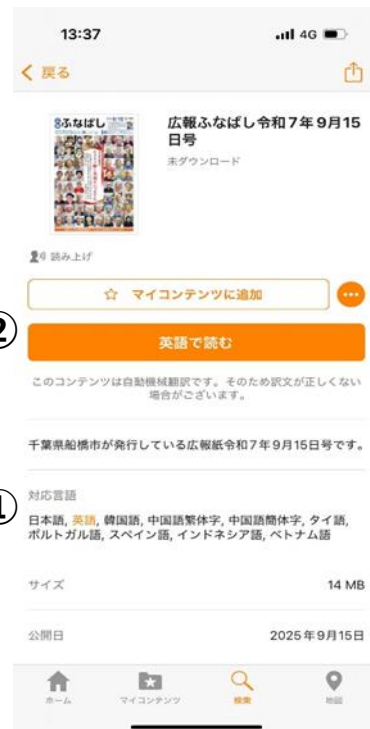 13:37
4G
戻る
ふなばし
広報ふなばし令和7年9月15
日号
未ダウンロード
読み上げ
☆ マイコンテンツに追加
②
英語で読む
このコンテンツは自動機械翻訳です。そのため訳文が正しくない
場合がございます。
千葉県船橋市が発行している広報紙令和7年9月15日号です。
対応言語
①
日本語, 英語, 韓国語, 中国語繁体字, 中国語簡体字, タイ語,
ポルトガル語, スペイン語, インドネシア語, ベトナム語
サイズ
14 MB
公開日
2025年9月15日
ホーム
マイコンテンツ
検索
地図